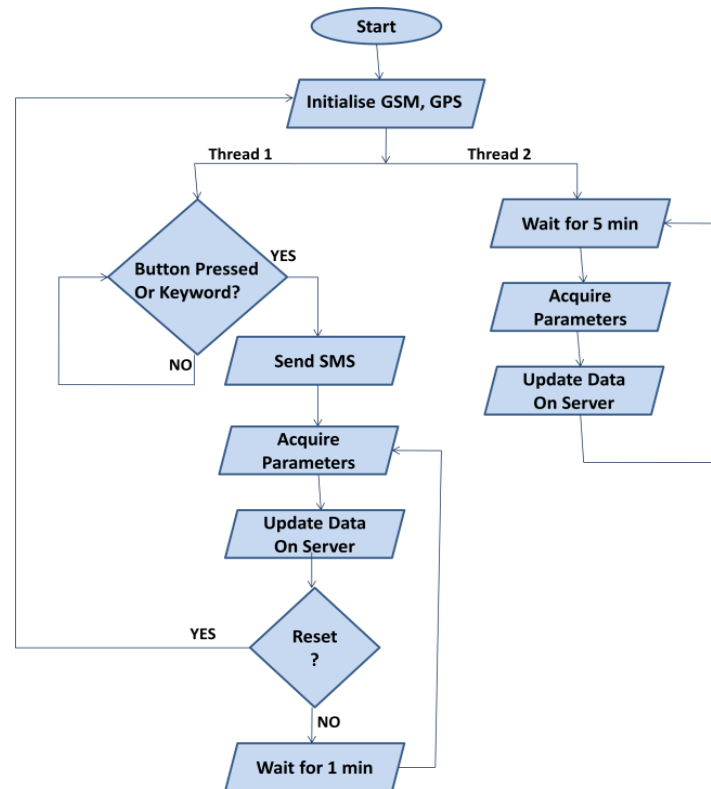 Start
Initialise GSM, GPS
Thread 1
Thread 2
Button Pressed
Or Keyword?
YES
NO
Send SMS
Acquire
Parameters
Update Data
On Server
Reset
?
YES
NO
Wait for 1 min
Wait for 5 min
Acquire
Parameters
Update Data
On Server